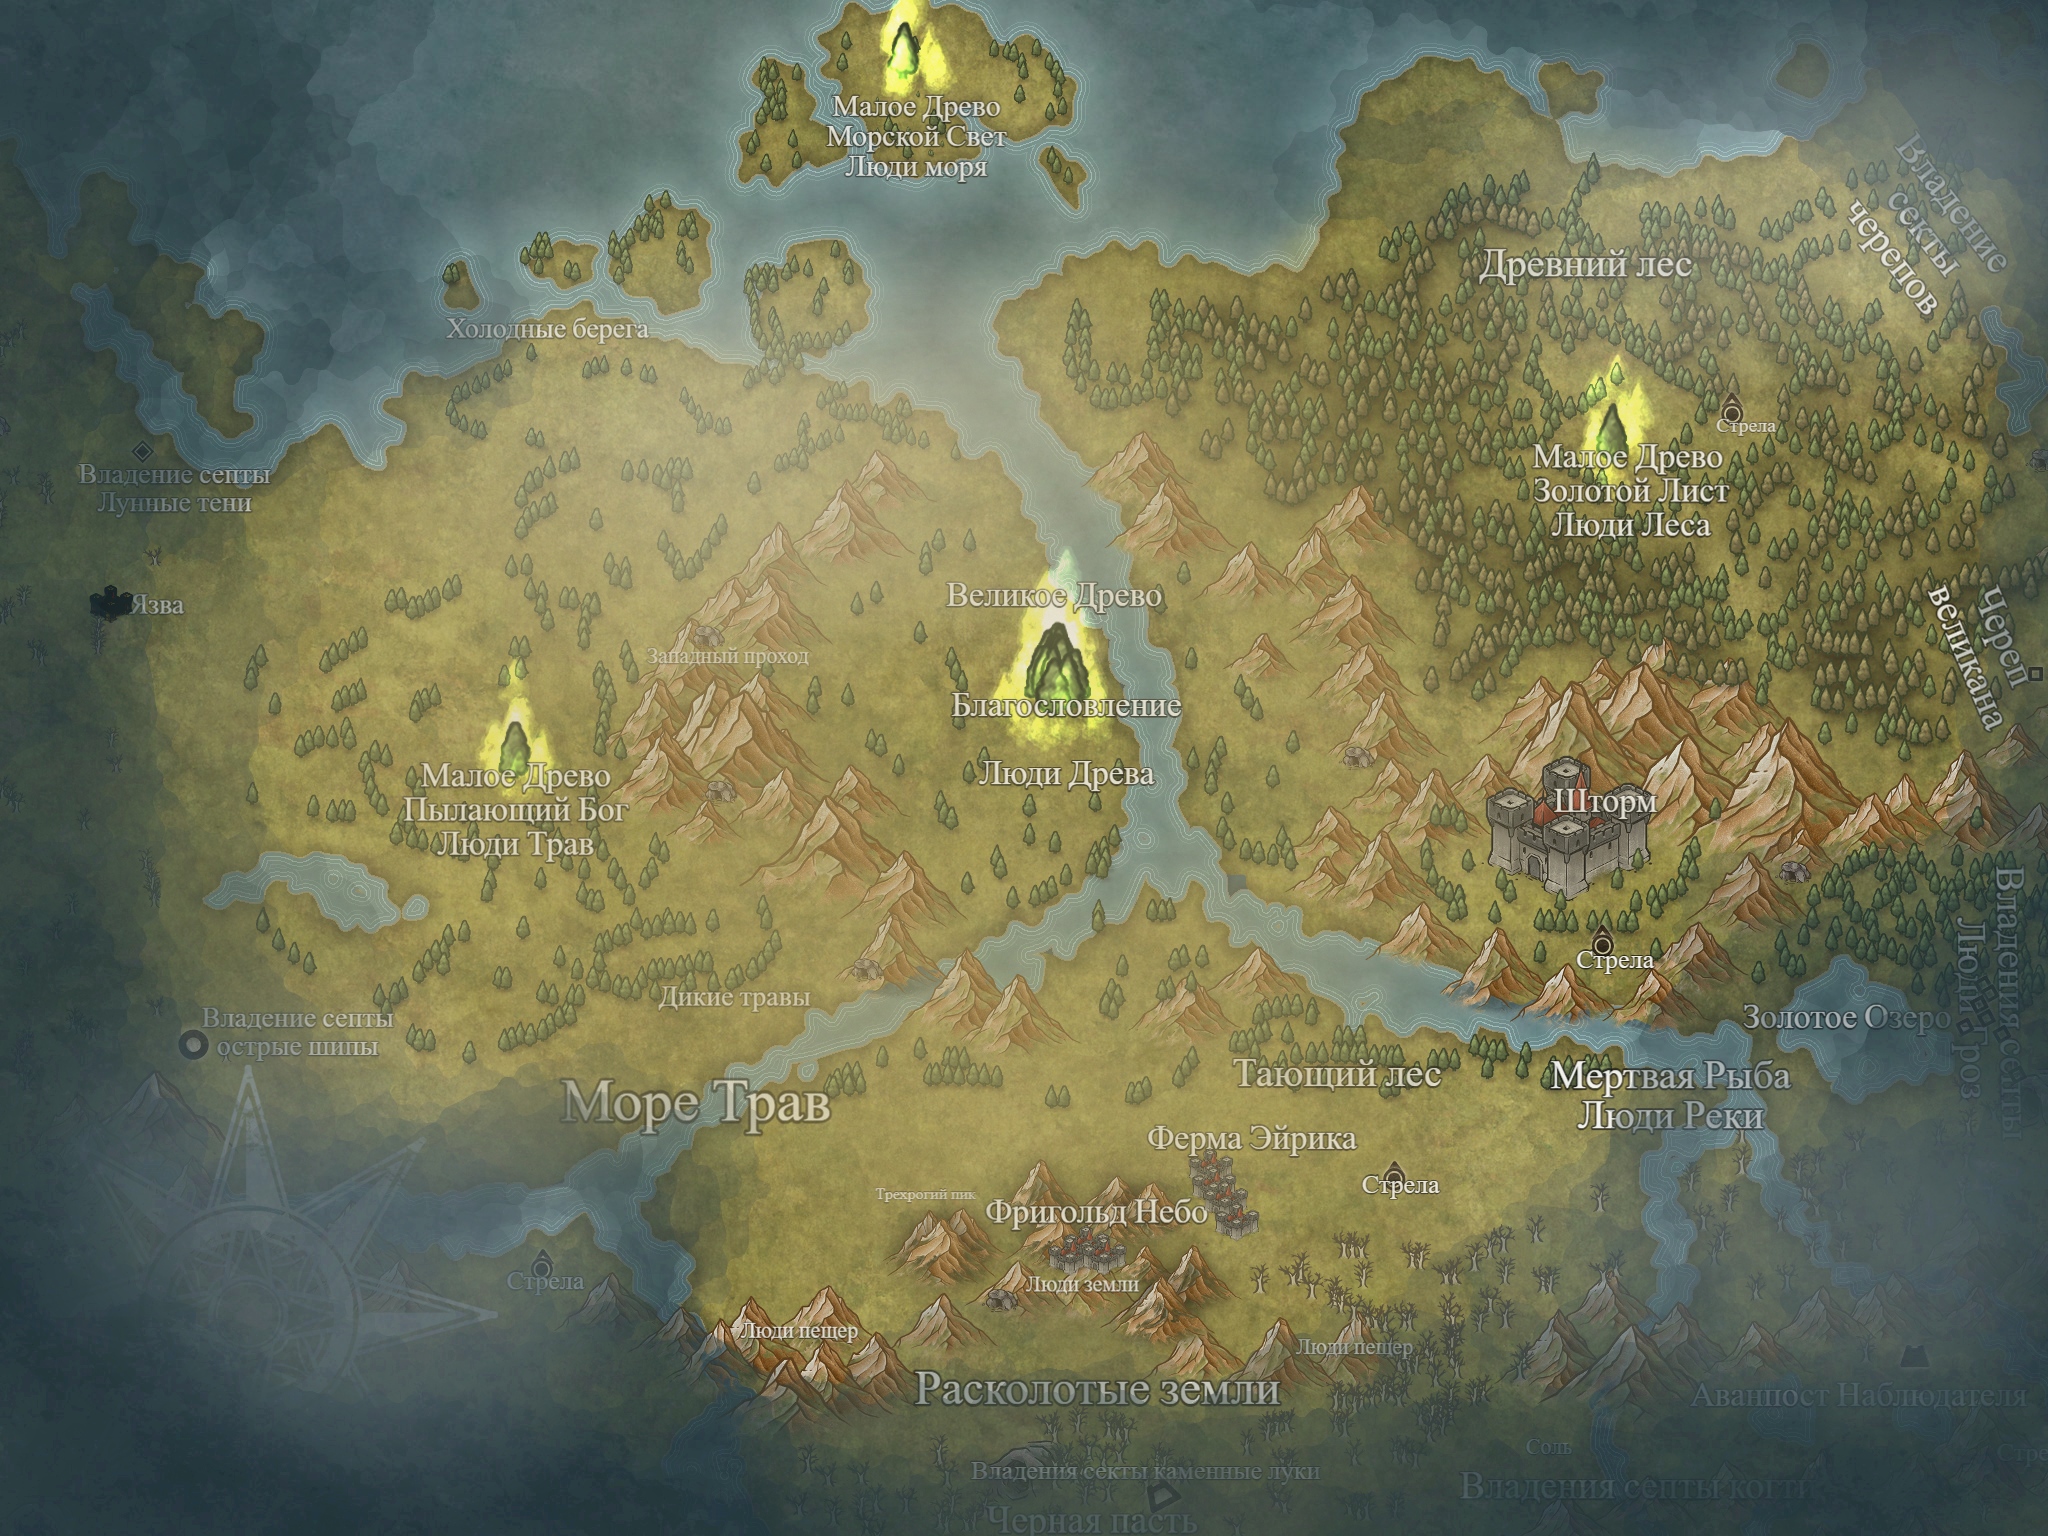 Малое Древо
Морской Свет
Люди моря
Владение
секты
черепов
Древний лес
Холодные берега
Стрела
Малое Древо
Золотой Лист
Люди Леса
Владение септы
Лунные тени
Язва
Великое Древо
Благословление
Люди Древа
Череп
великана
Западный проход
Малое Древо
Пылающий Бог
Люди Трав
Шторм
Стрела
Дикие травы
Владение септы
острые шипы
Золотое Озеро
Владения септы
Люди Гроз
Море Трав
Тающий лес
Мертвая Рыба
Люди Реки
Ферма Эйрика
Стрела
Трехрогий пик
Фригольд Небо
Люди земли
Стрела
Люди пещер
Люди пещер
Расколотые земли
Аванпост Наблюдателя
Соль
Владения секты каменные луки
Владения септы когти
Черная пасть